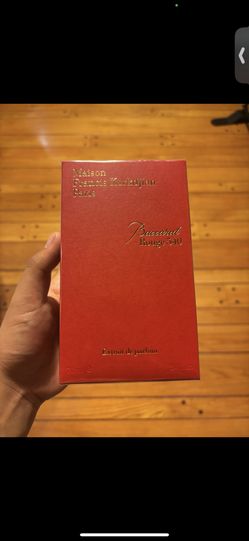 Maison
Francis Kurkdjian
Paris
Baccarat
Rouge 540
Extrait de parfum